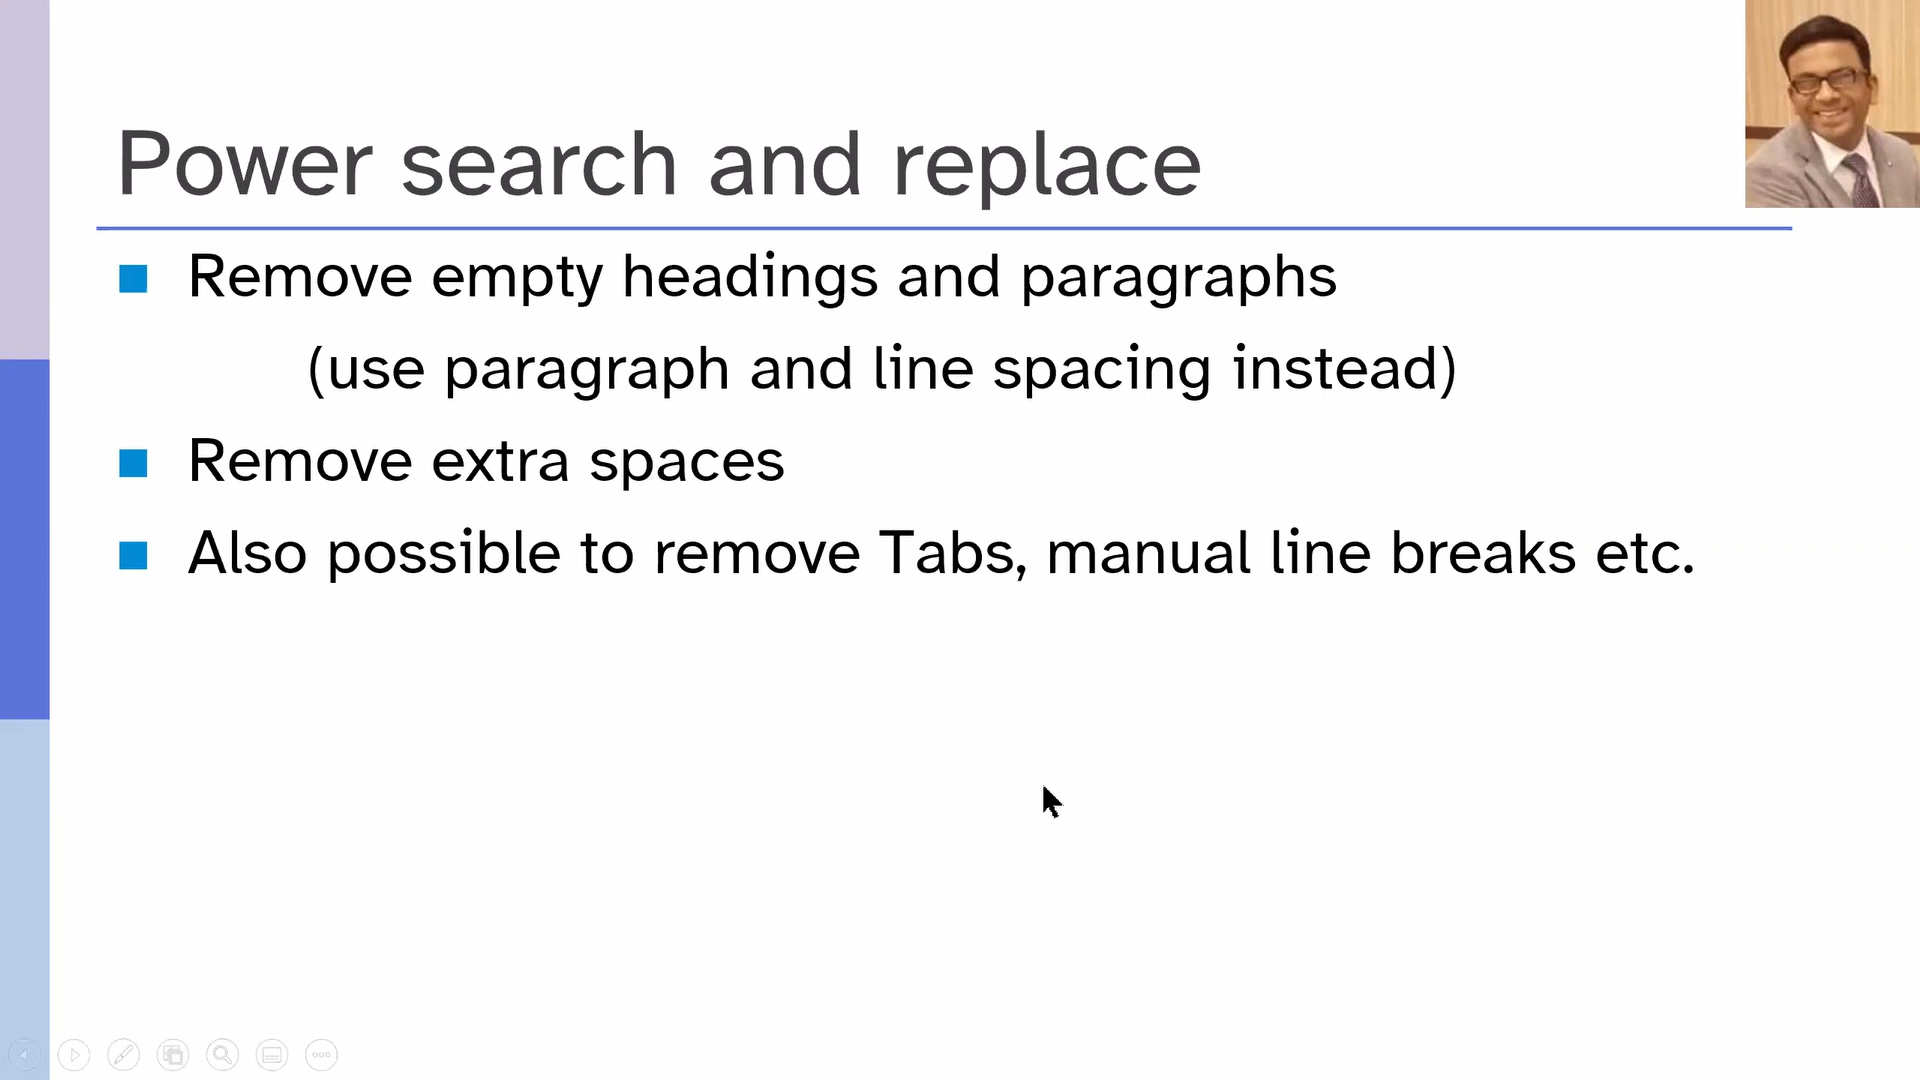 Power search and replace
Remove empty headings and paragraphs
(use paragraph and line spacing instead)
Remove extra spaces
Also possible to remove Tabs, manual line breaks etc.